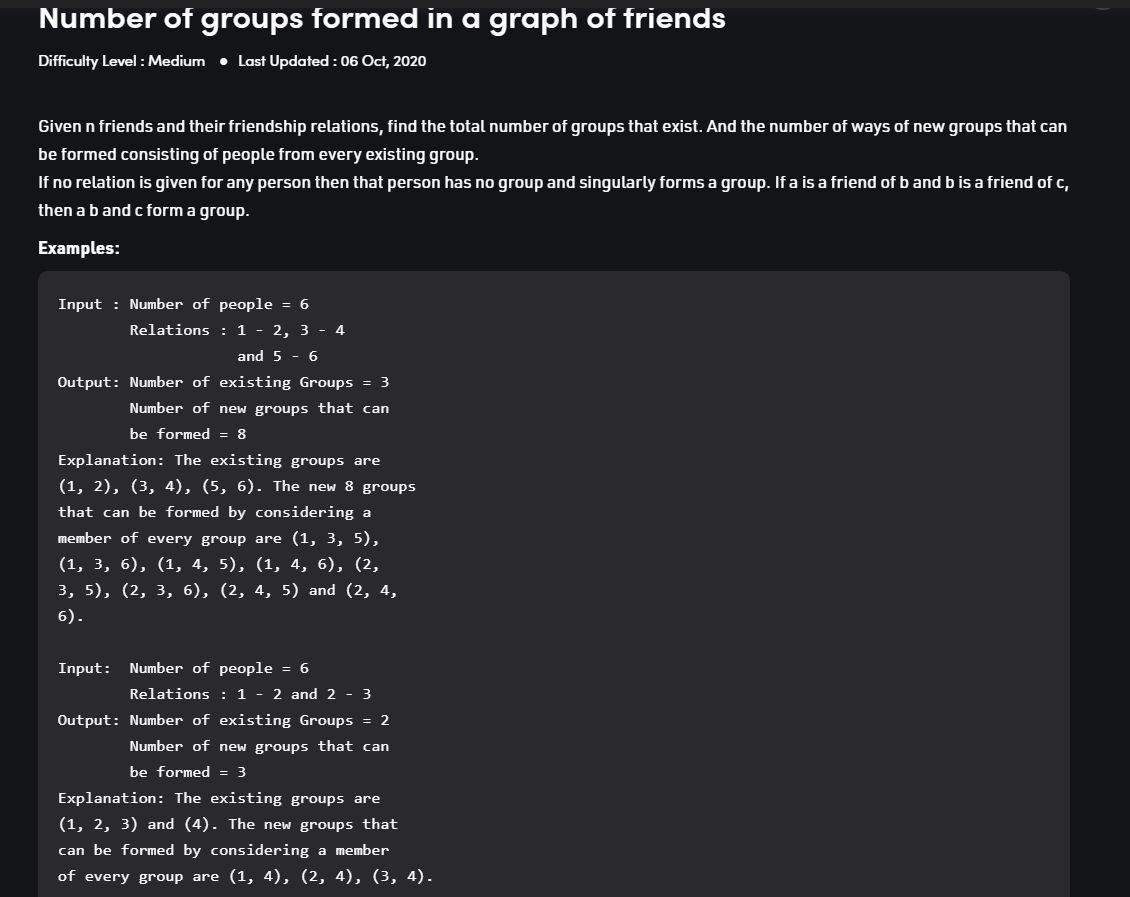 Number of groups formed in a graph of friends
Difficulty Level : Medium ● Last Updated : 06 Oct, 2020
Given n friends and their friendship relations, find the total number of groups that exist. And the number of ways of new groups that can
be formed consisting of people from every existing group.
If no relation is given for any person then that person has no group and singularly forms a group. If a is a friend of b and b is a friend of c,
then a b and c form a group.
Examples:
Input : Number of people = 6
Relations : 1 - 2, 3 - 4
and 5 - 6
Output: Number of existing Groups = 3
Number of new groups that can
be formed = 8
Explanation: The existing groups are
(1, 2), (3, 4), (5, 6). The new 8 groups
that can be formed by considering a
member of every group are (1, 3, 5),
(1, 3, 6), (1, 4, 5), (1, 4, 6), (2,
3, 5), (2, 3, 6), (2, 4, 5) and (2, 4,
6).
Input: Number of people = 6
Relations : 1 - 2 and 2 - 3
Output: Number of existing Groups = 2
Number of new groups that can
be formed = 3
Explanation: The existing groups are
(1, 2, 3) and (4). The new groups that
can be formed by considering a member
of every group are (1, 4), (2, 4), (3, 4).